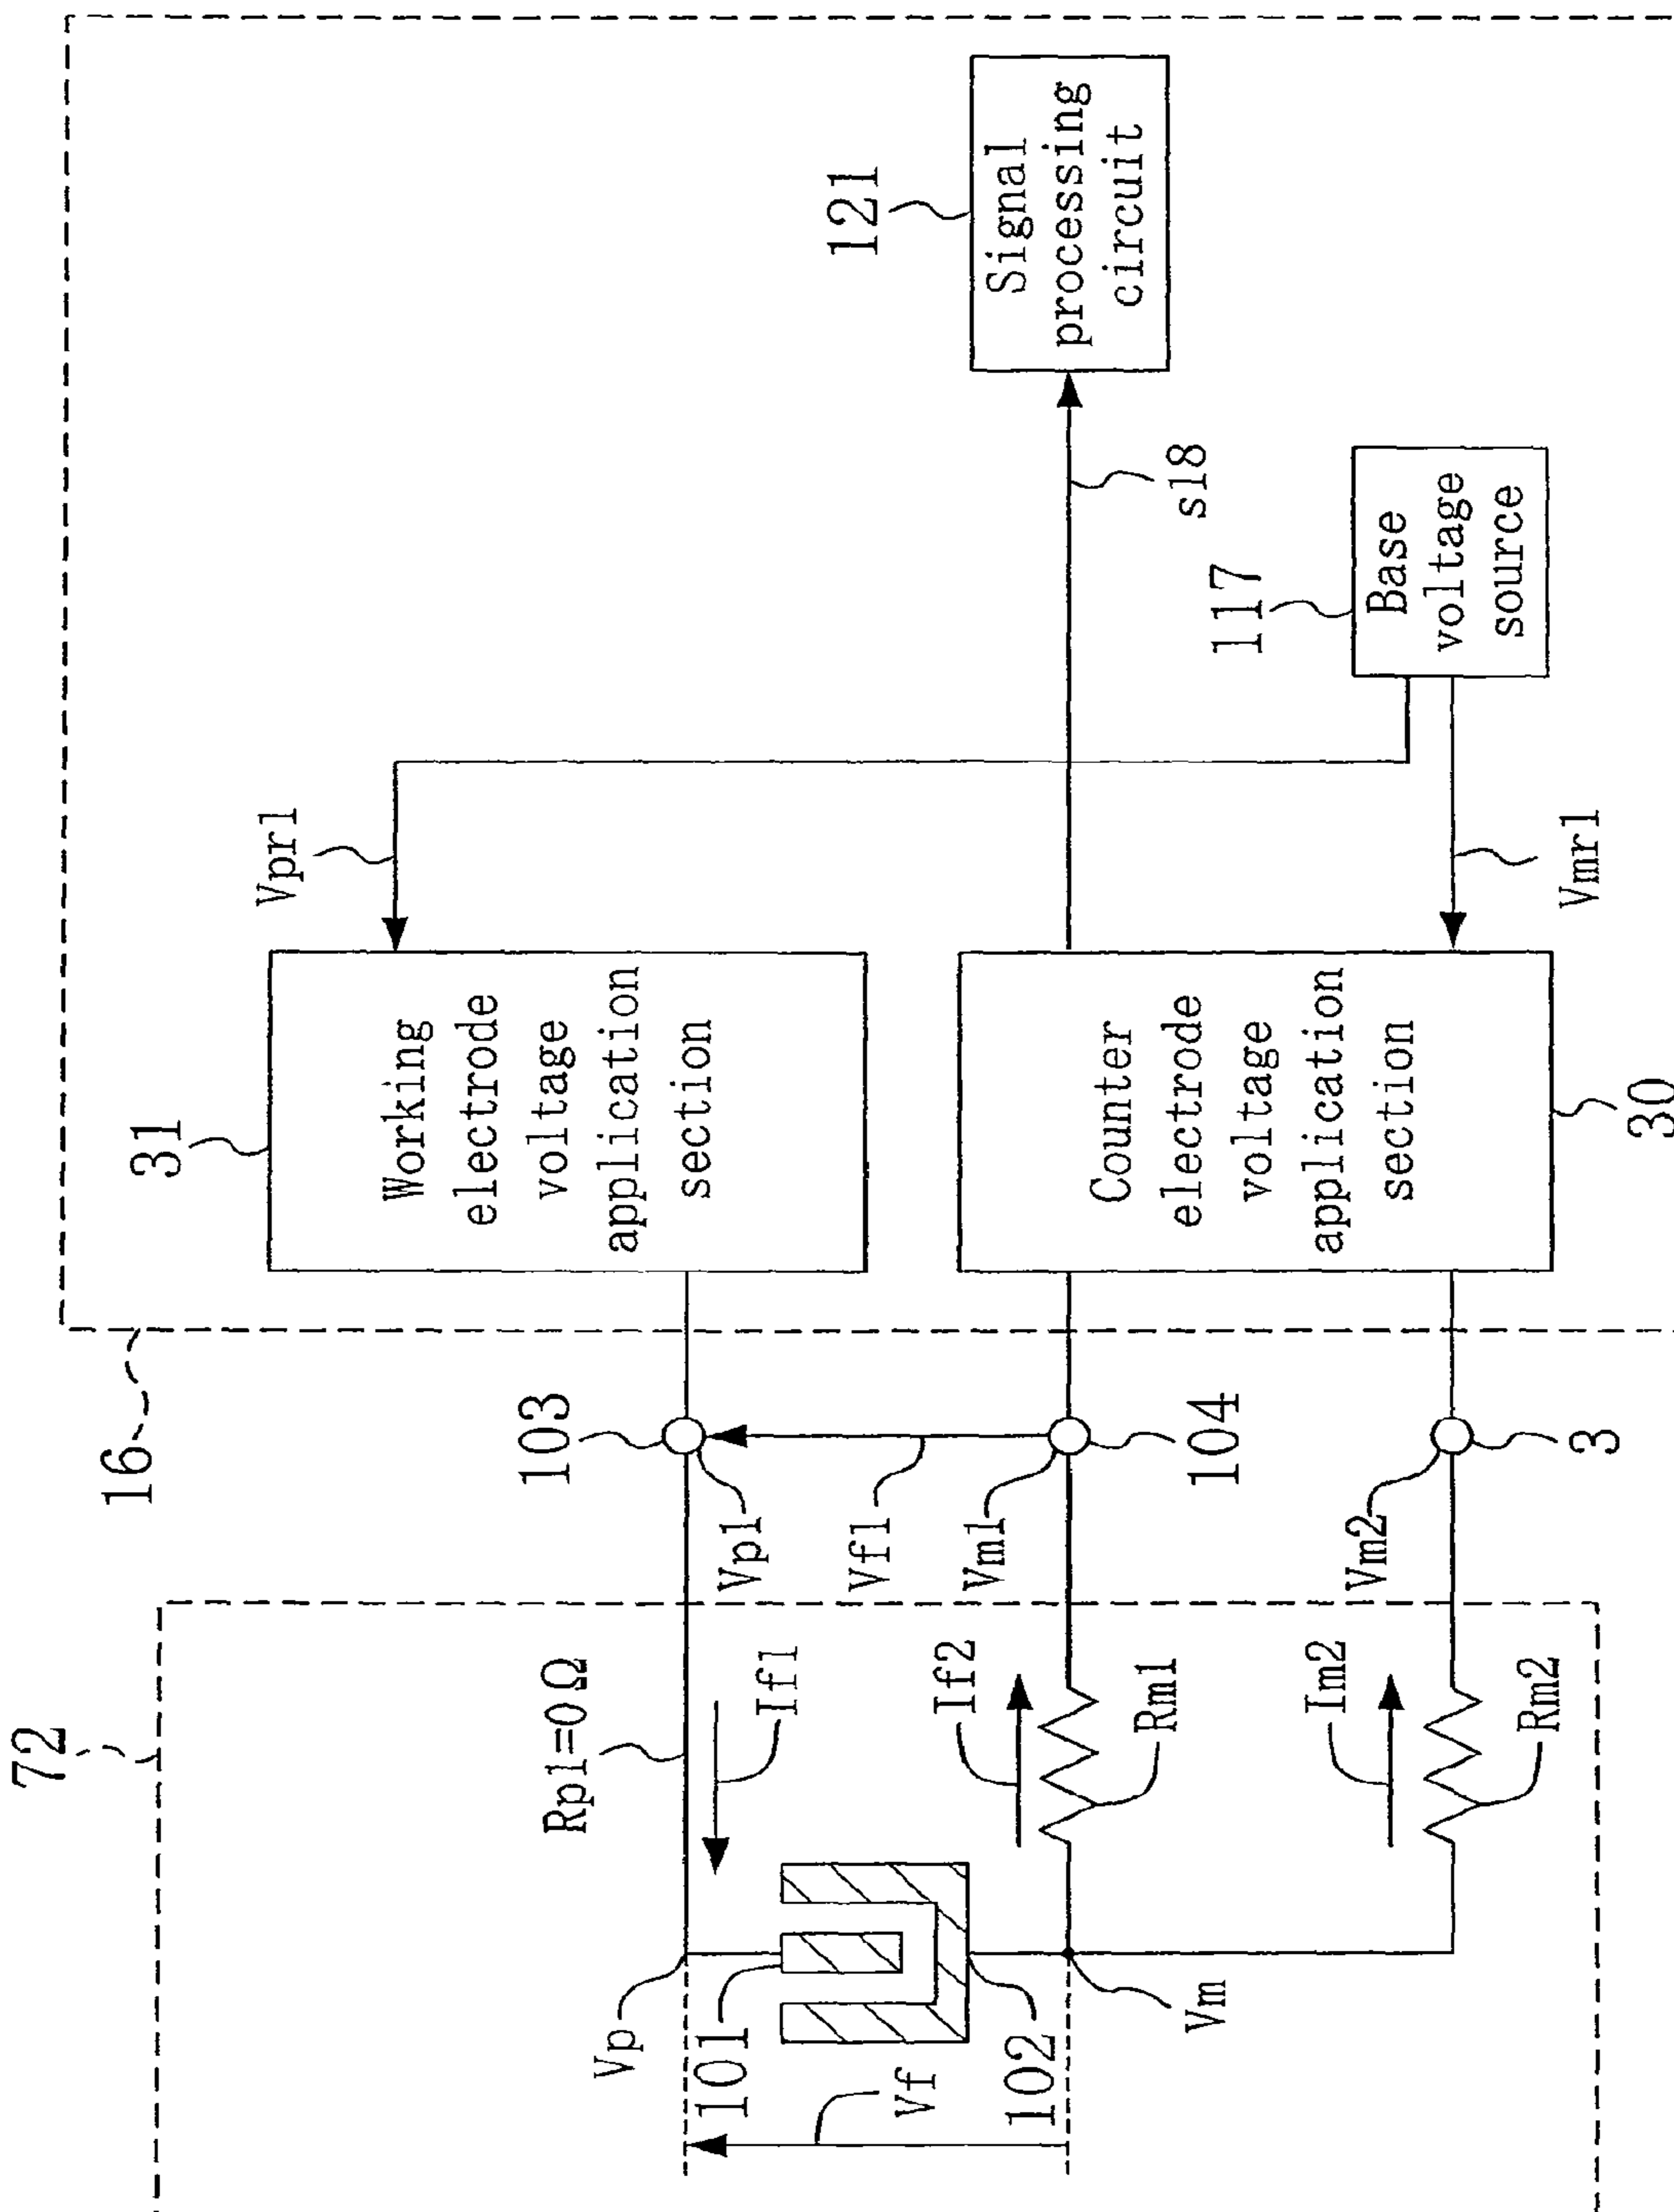 72
16
31
Working
electrode
voltage
application
section
Vpr1
121
Signal
processing
circuit
s18
117
Base
voltage
source
Vmr1
Counter
electrode
voltage
application
section
30
103
Vp1
Vf1
Vm1
104
Vm2
3
Rp1=0Ω
If1
If2
Rm1
Im2
Rm2
Vp
101
Vf
102
Vm